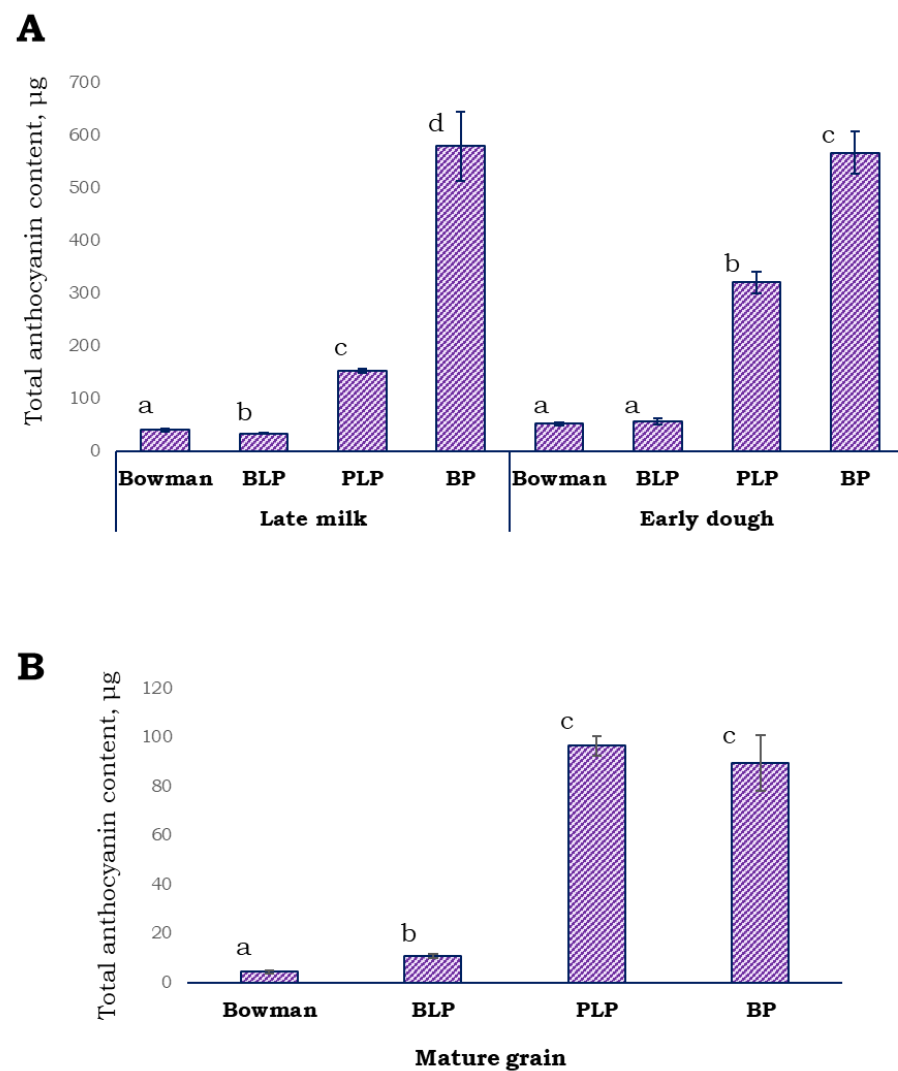 A
Total anthocyanin content, µg
700
600
500
400
300
200
100
0
d
c
b
c
a
b
a
a
Bowman BLP PLP BP Bowman BLP PLP BP
Late milk Early dough
B
Total anthocyanin content, µg
120
100
80
60
40
20
0
c
c
b
a
Bowman BLP PLP BP
Mature grain